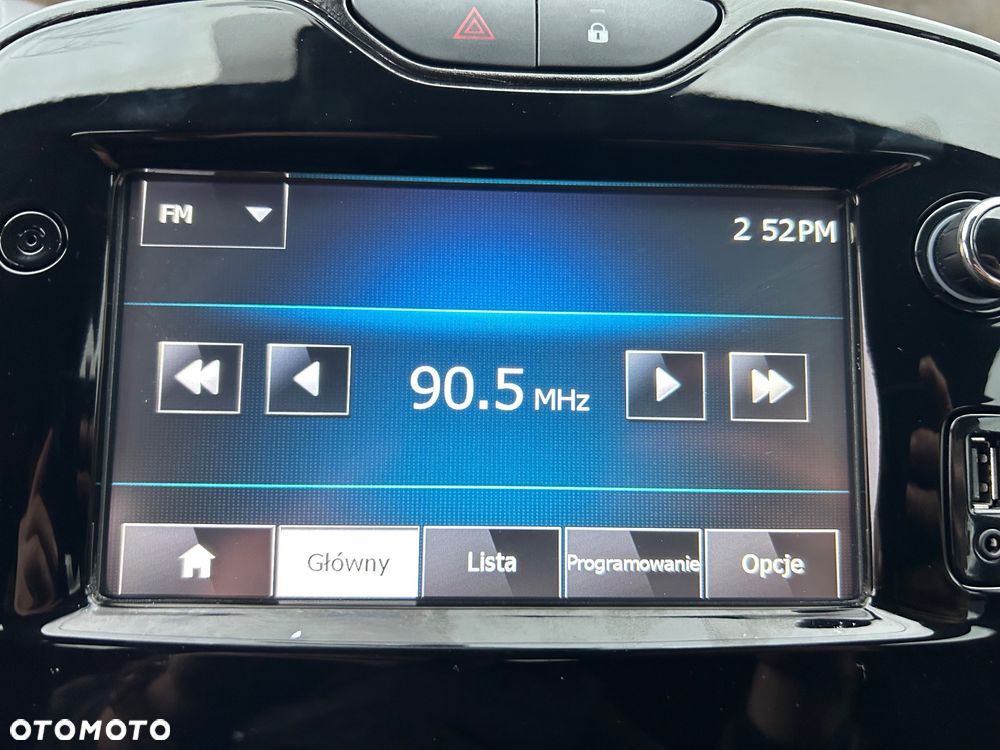 FM
2 52PM
90.5 MHz
Główny
Lista
Programowanie
Opcje
OTOMOTO